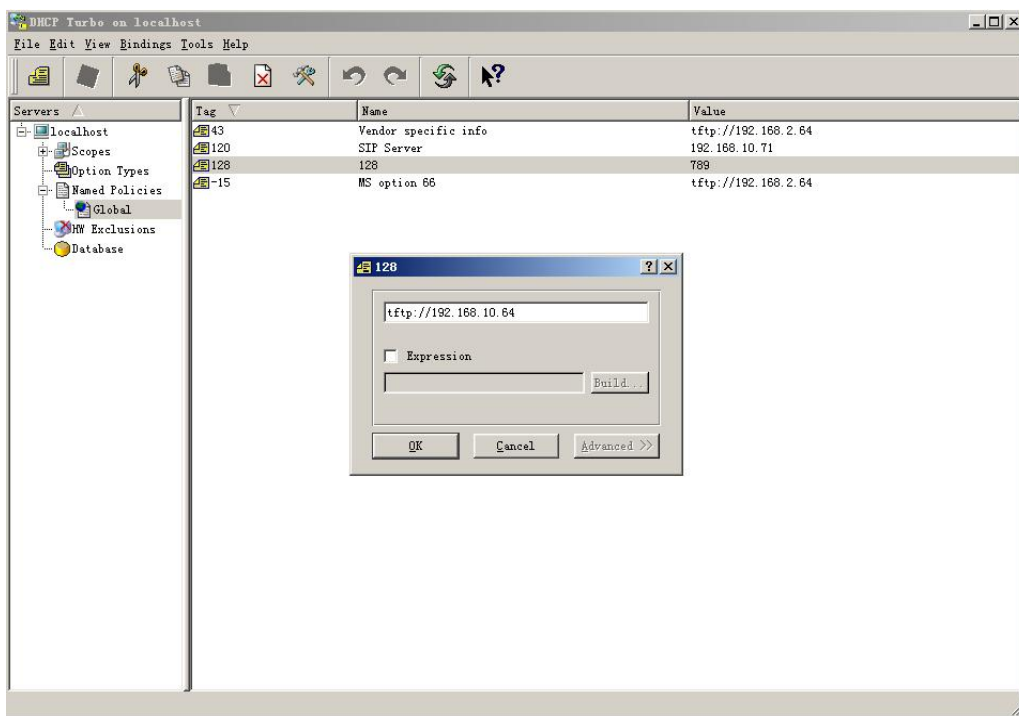 DHCP Turbo on localhost
File Edit View Bindings Tools Help
Servers
Tag Name Value
localhost
Scopes
Option Types
Named Policies
Global
HW Exclusions
Database
43 Vendor specific info tftp://192.168.2.64
120 SIP Server 192.168.10.71
128 128 789
-15 MS option 66 tftp://192.168.2.64
128
tftp://192.168.10.64
Expression
Build...
OK Cancel Advanced >>